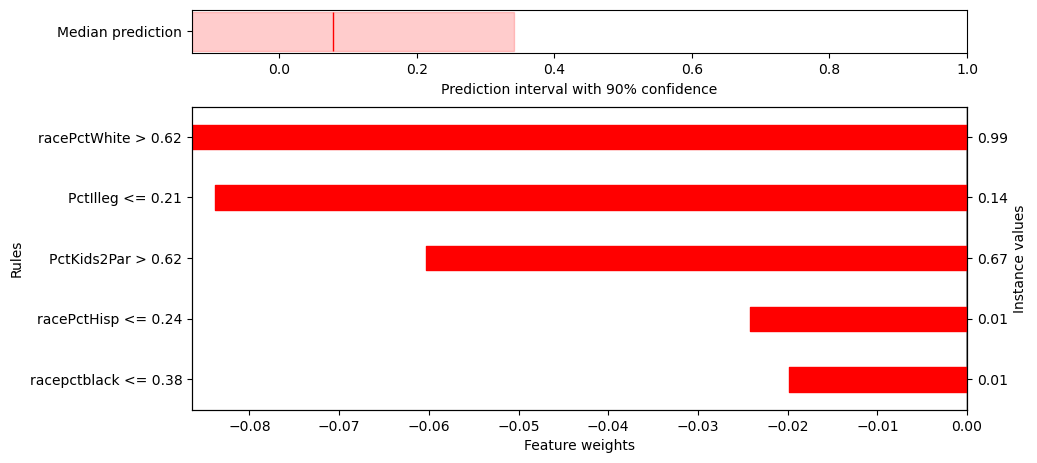 Median prediction
0.0 0.2 0.4 0.6 0.8 1.0
Prediction interval with 90% confidence
racePctWhite > 0.62 0.99
PctIlleg <= 0.21 0.14
PctKids2Par > 0.62 0.67
racePctHisp <= 0.24 0.01
racepctblack <= 0.38 0.01
Rules
Instance values
−0.08 −0.07 −0.06 −0.05 −0.04 −0.03 −0.02 −0.01 0.00
Feature weights